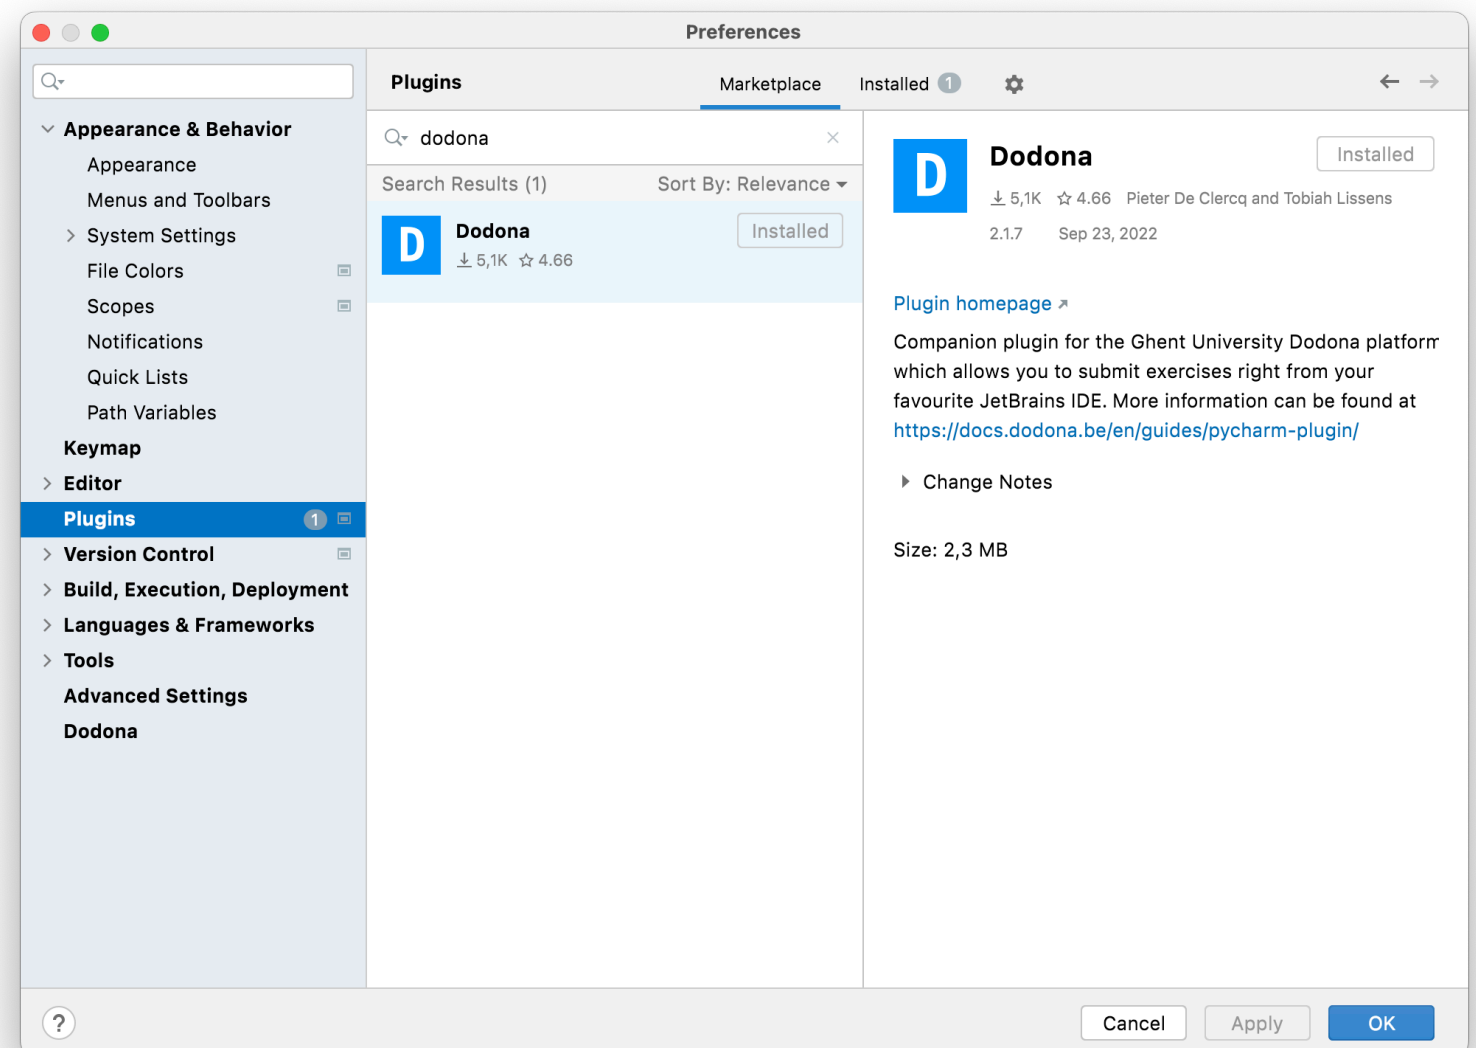 Preferences
Plugins
Marketplace
Installed 1
Appearance & Behavior
Appearance
Menus and Toolbars
System Settings
File Colors
Scopes
Notifications
Quick Lists
Path Variables
Keymap
Editor
Plugins 1
Version Control
Build, Execution, Deployment
Languages & Frameworks
Tools
Advanced Settings
Dodona
dodona
Search Results (1)
Sort By: Relevance
D
Dodona
Installed
5,1K 4.66
D
Dodona
Installed
5,1K 4.66 Pieter De Clercq and Tobiah Lissens
2.1.7 Sep 23, 2022
Plugin homepage
Companion plugin for the Ghent University Dodona platform
which allows you to submit exercises right from your
favourite JetBrains IDE. More information can be found at
https://docs.dodona.be/en/guides/pycharm-plugin/
Change Notes
Size: 2,3 MB
?
Cancel
Apply
OK